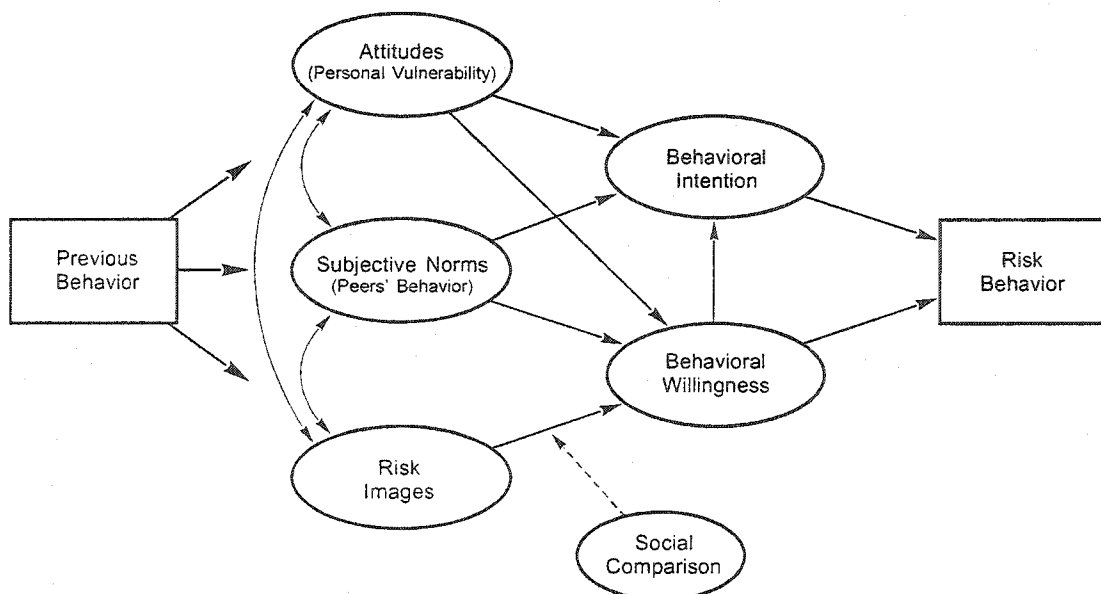 Attitudes
(Personal Vulnerability)
Behavioral
Intention
Previous
Behavior
Subjective Norms
(Peers' Behavior)
Risk
Behavior
Behavioral
Willingness
Risk
Images
Social
Comparison